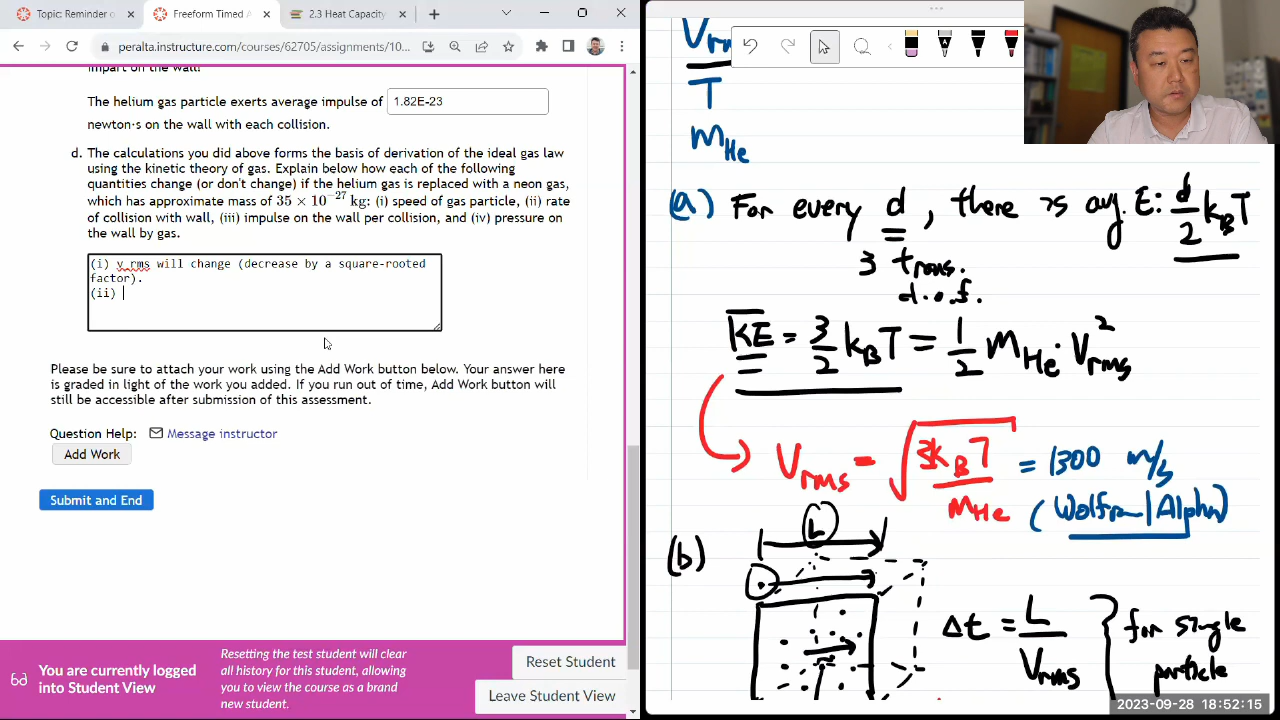 Topic Reminder o
Freeform Timed A
2.3 Heat Capacity
peralta.instructure.com/courses/62705/assignments/10...
impart on the wall!
The helium gas particle exerts average impulse of 1.82E-23
newton·s on the wall with each collision.
d. The calculations you did above forms the basis of derivation of the ideal gas law
using the kinetic theory of gas. Explain below how each of the following
quantities change (or don't change) if the helium gas is replaced with a neon gas,
which has approximate mass of 35 × 10^−27 kg: (i) speed of gas particle, (ii) rate
of collision with wall, (iii) impulse on the wall per collision, and (iv) pressure on
the wall by gas.
(i) v_rms will change (decrease by a square-rooted
factor).
(ii)
Please be sure to attach your work using the Add Work button below. Your answer here
is graded in light of the work you added. If you run out of time, Add Work button will
still be accessible after submission of this assessment.
Question Help: Message instructor
Add Work
Submit and End
You are currently logged
into Student View
Resetting the test student will clear
all history for this student, allowing
you to view the course as a brand
new student.
Reset Student
Leave Student View
T
m_He
(a) For every d, there is avg. E: d/2 k_B T
3 trans.
d.o.f.
KE = 3/2 k_B T = 1/2 m_He · V_rms^2
V_rms = √(3k_B T / m_He) = 1300 m/s
(Wolfram|Alpha)
(b)
L
Δt = L / V_rms } for single
particle
2023-09-28 18:52:15